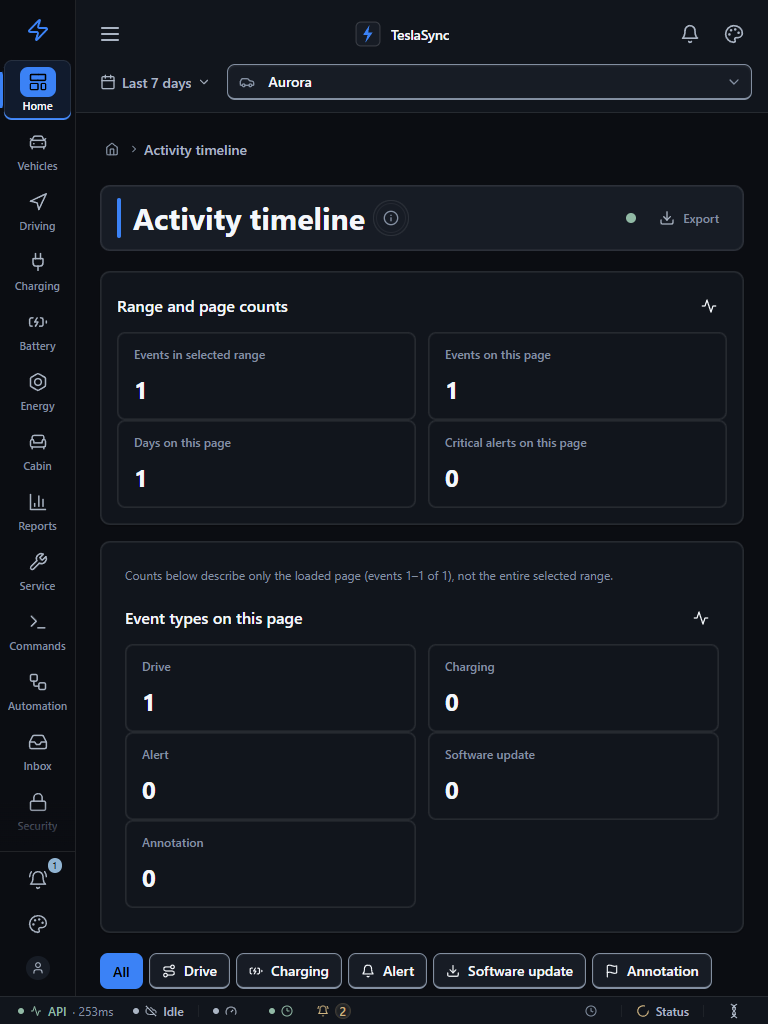 TeslaSync
Last 7 days
Aurora
Home
Vehicles
Driving
Charging
Battery
Energy
Cabin
Reports
Service
Commands
Automation
Inbox
Security
1
Activity timeline
Activity timeline
Export
Range and page counts
Events in selected range
1
Events on this page
1
Days on this page
1
Critical alerts on this page
0
Counts below describe only the loaded page (events 1–1 of 1), not the entire selected range.
Event types on this page
Drive
1
Charging
0
Alert
0
Software update
0
Annotation
0
All Drive Charging Alert Software update Annotation
API · 253ms Idle 2 Status